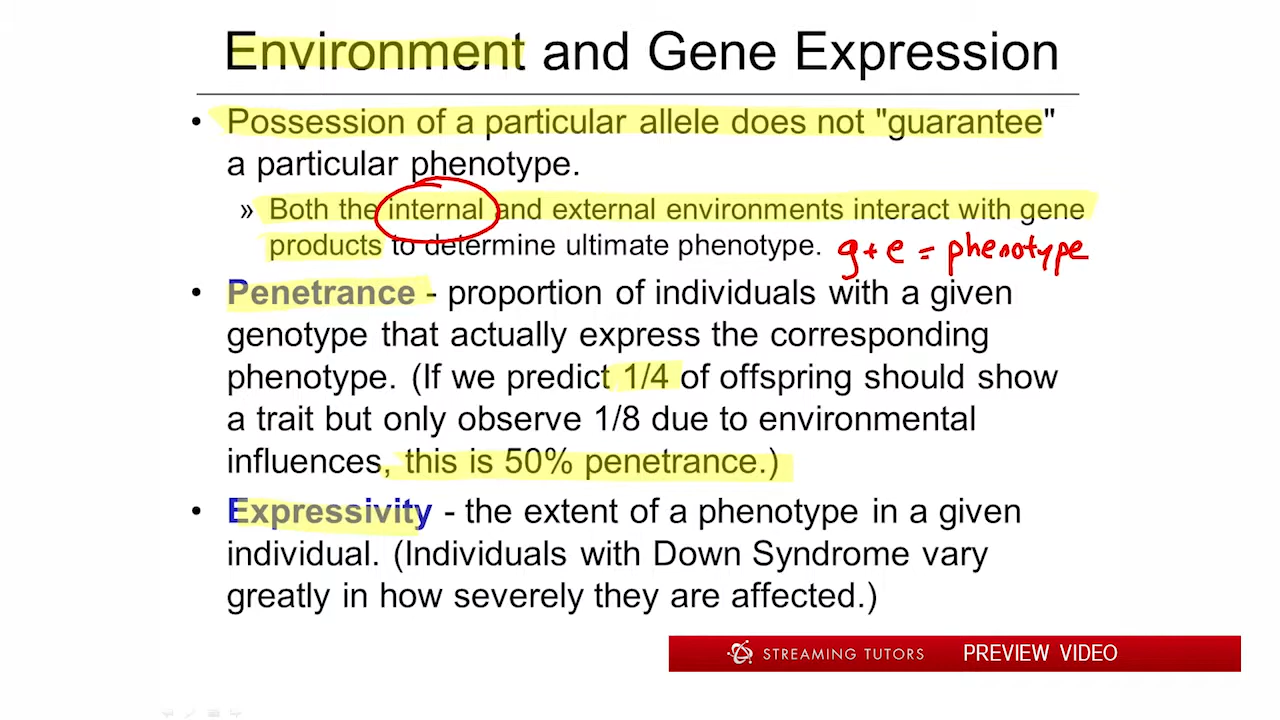 Environment and Gene Expression
• Possession of a particular allele does not "guarantee"
a particular phenotype.
» Both the internal and external environments interact with gene
products to determine ultimate phenotype.
g + e = phenotype
• Penetrance - proportion of individuals with a given
genotype that actually express the corresponding
phenotype. (If we predict 1/4 of offspring should show
a trait but only observe 1/8 due to environmental
influences, this is 50% penetrance.)
• Expressivity - the extent of a phenotype in a given
individual. (Individuals with Down Syndrome vary
greatly in how severely they are affected.)
STREAMING TUTORS PREVIEW VIDEO